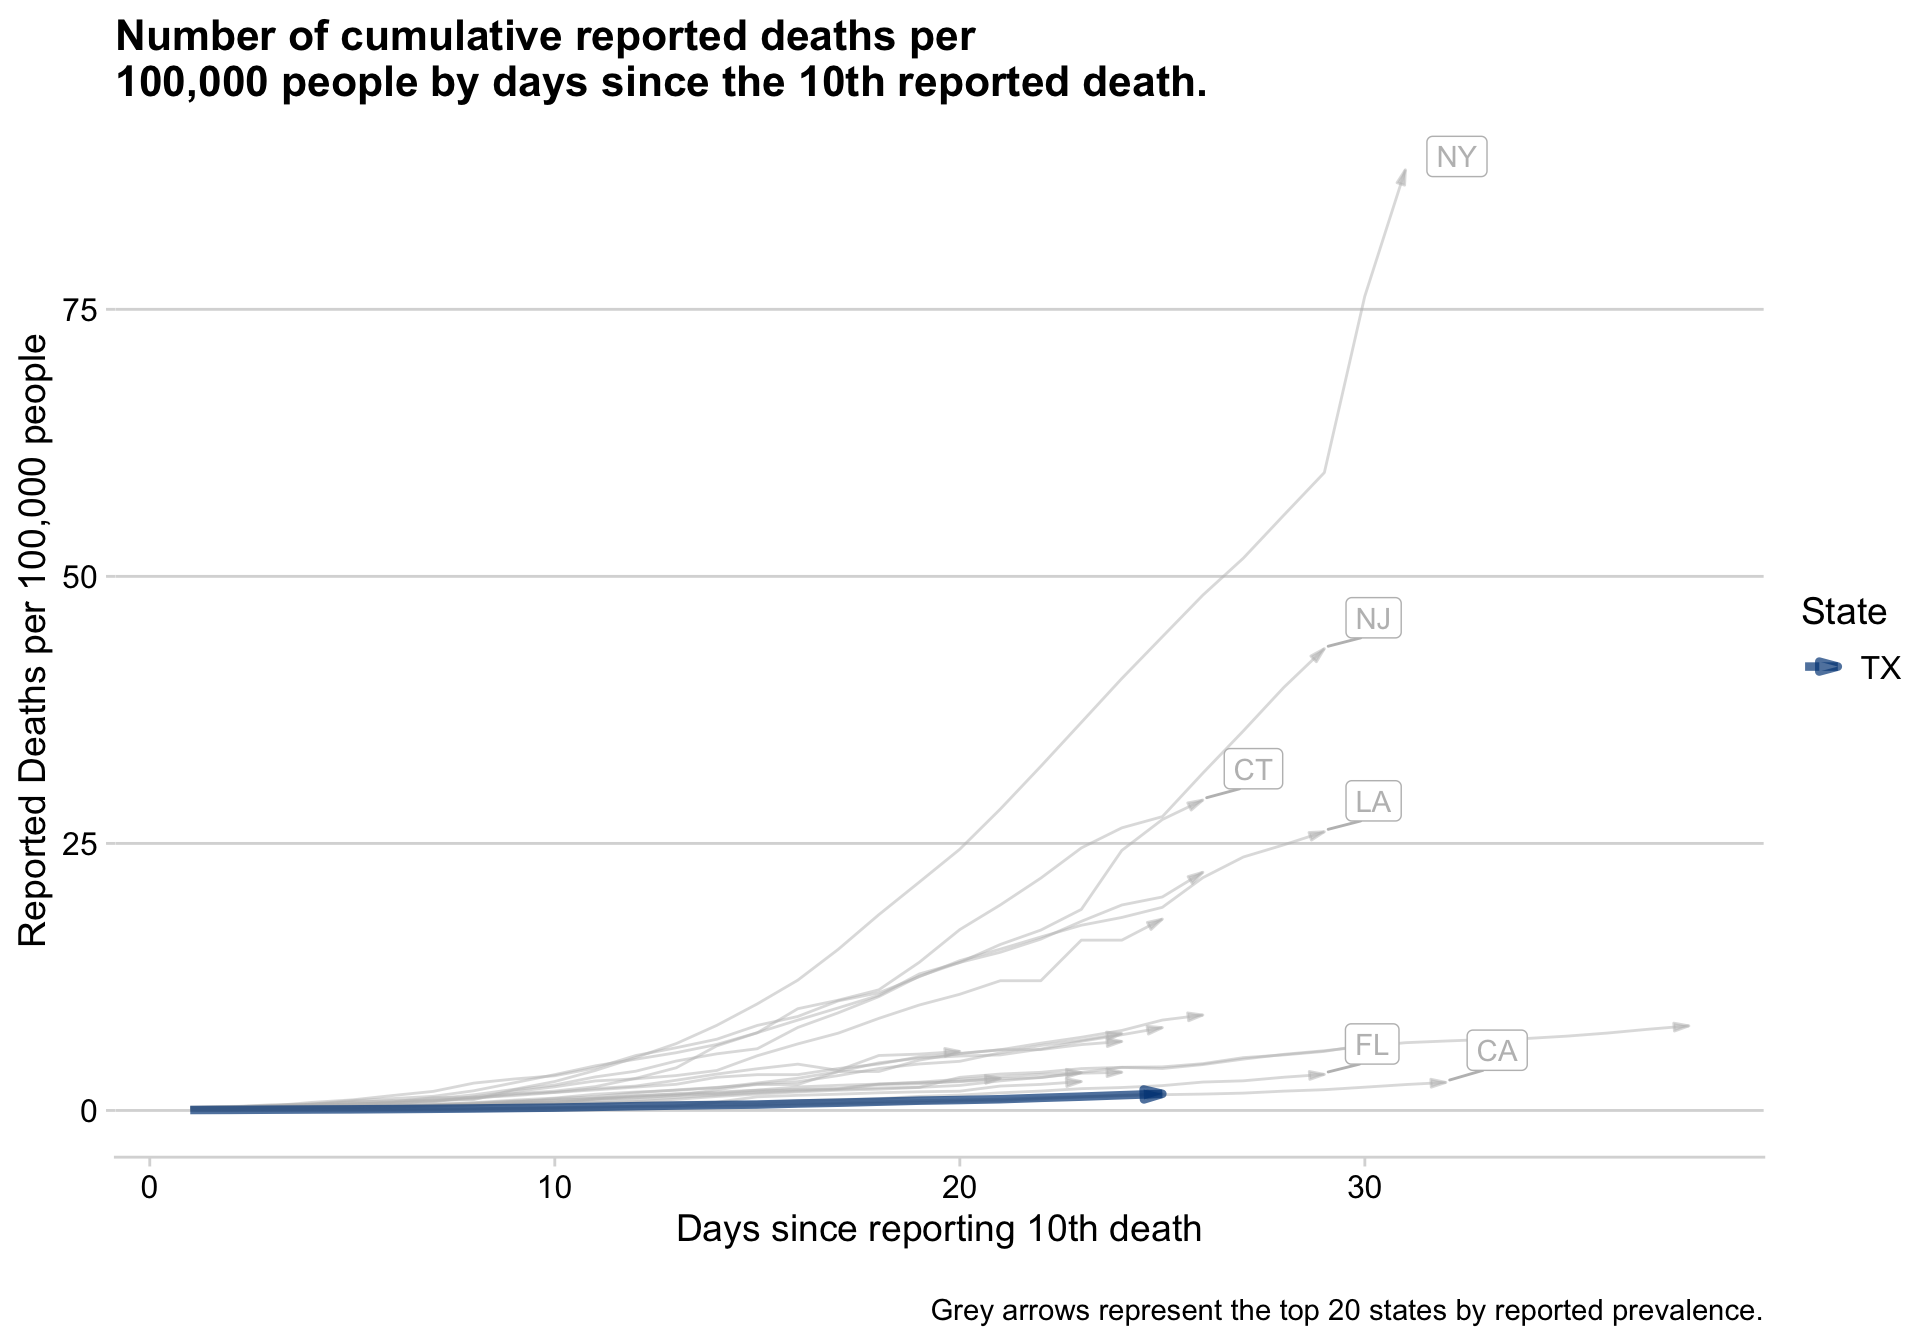 Number of cumulative reported deaths per
100,000 people by days since the 10th reported death.
NY
75
50
NJ
State
TX
CT
LA
25
FL
CA
0
Reported Deaths per 100,000 people
0
10
20
30
Days since reporting 10th death
Grey arrows represent the top 20 states by reported prevalence.